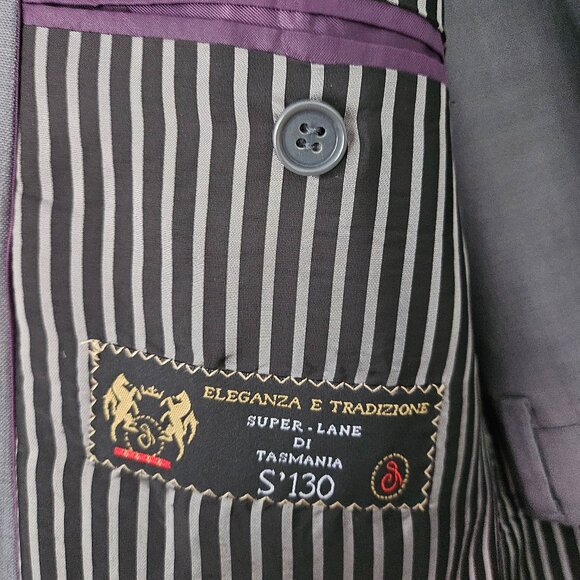 ELEGANZA E TRADIZIONE
SUPER-LANE
DI
TASMANIA
S'130